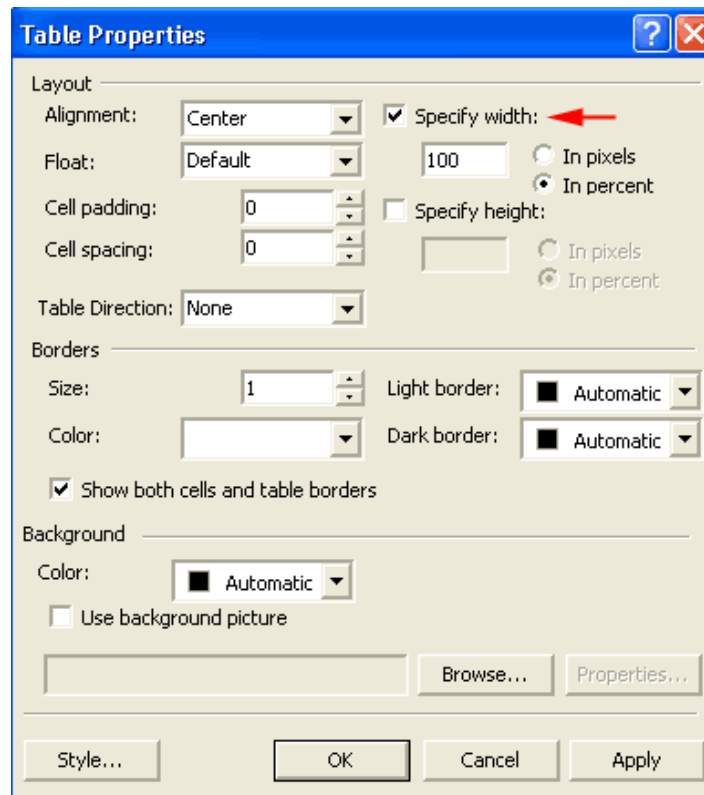 Table Properties
Layout
Alignment: Center
Specify width:
Float: Default
100
In pixels
In percent
Cell padding: 0
Specify height:
Cell spacing: 0
In pixels
In percent
Table Direction: None
Borders
Size: 1
Light border: Automatic
Color:
Dark border: Automatic
Show both cells and table borders
Background
Color: Automatic
Use background picture
Browse... Properties...
Style... OK Cancel Apply